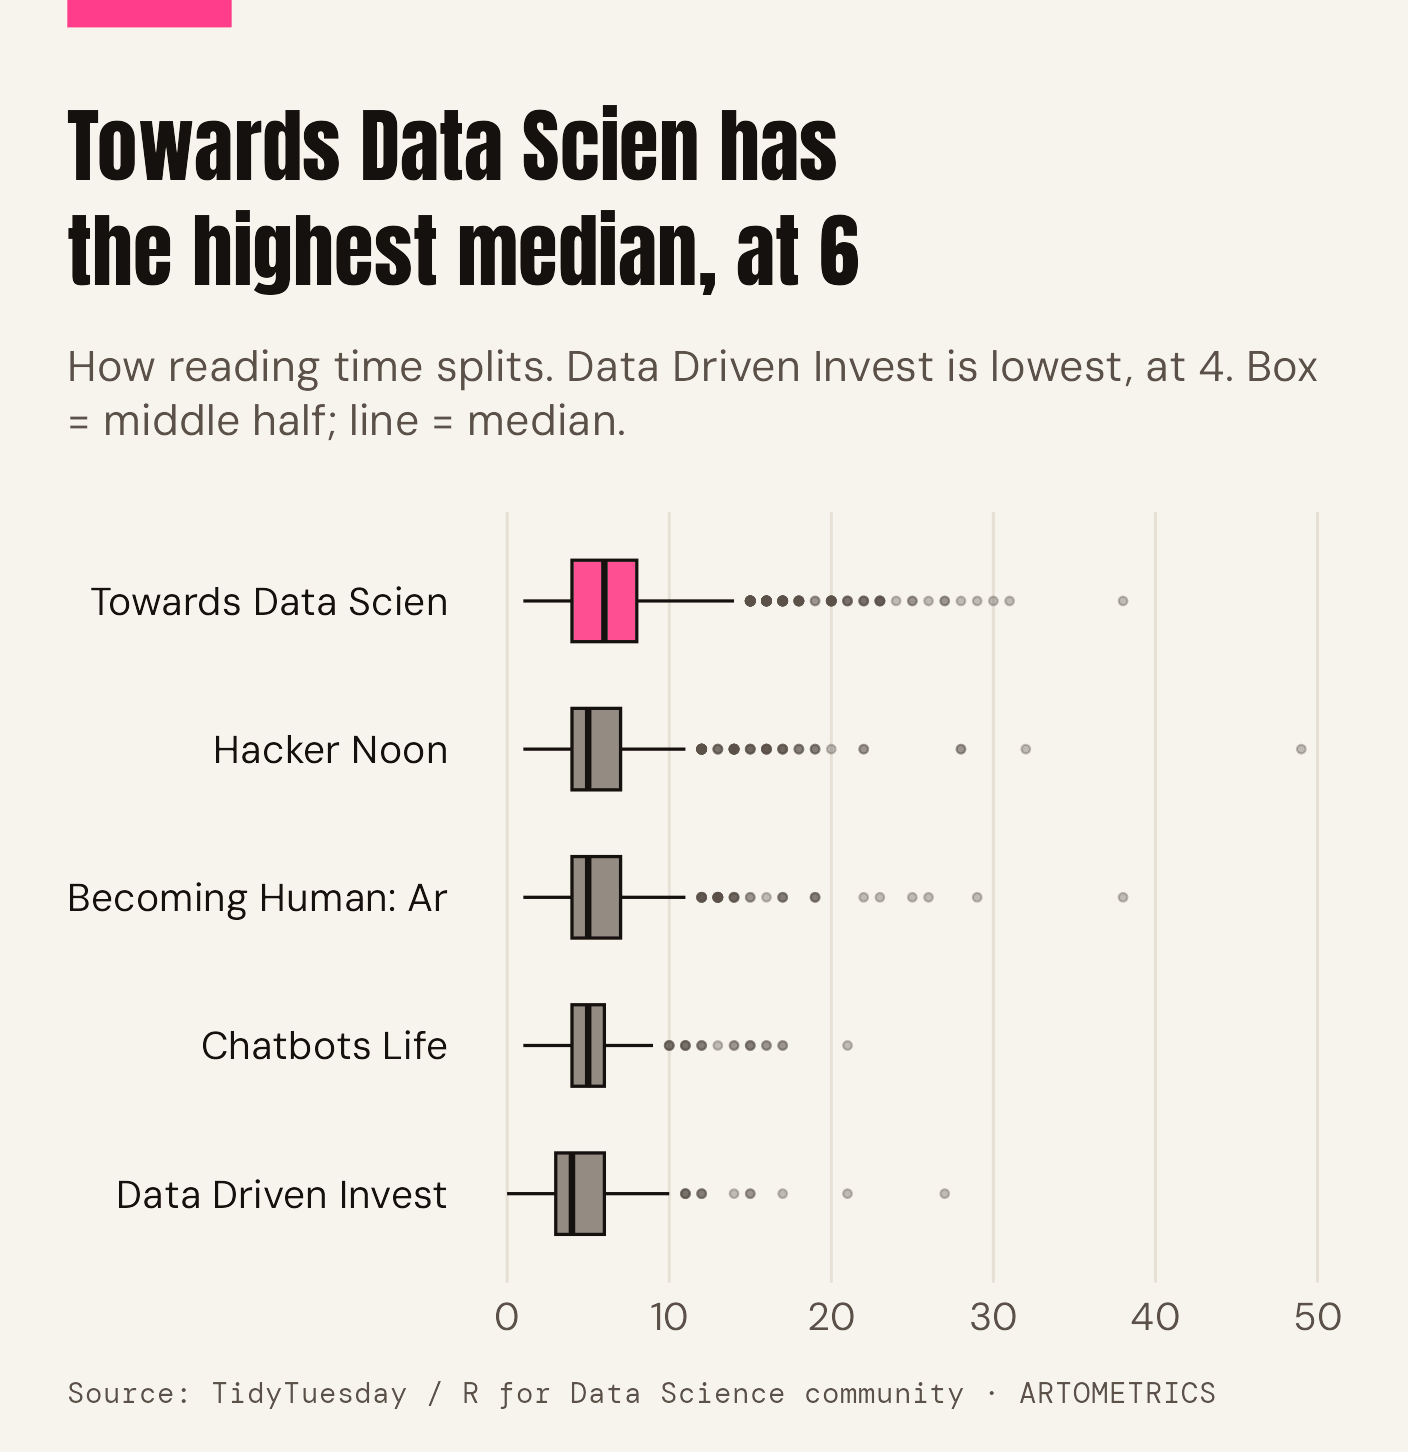 Towards Data Scien has
the highest median, at 6
How reading time splits. Data Driven Invest is lowest, at 4. Box
= middle half; line = median.
Towards Data Scien
Hacker Noon
Becoming Human: Ar
Chatbots Life
Data Driven Invest
0 10 20 30 40 50
Source: TidyTuesday / R for Data Science community · ARTOMETRICS